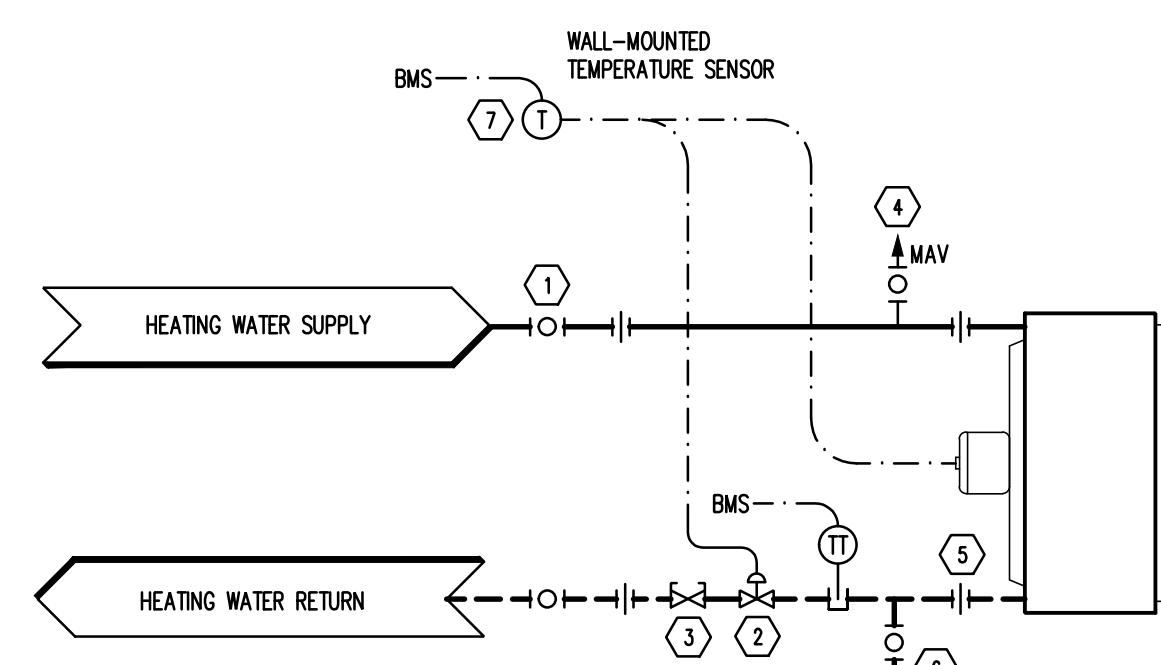 WALL-MOUNTED
TEMPERATURE SENSOR
BMS
7
T
4
MAV
1
HEATING WATER SUPPLY
BMS
TT
5
HEATING WATER RETURN
3
2